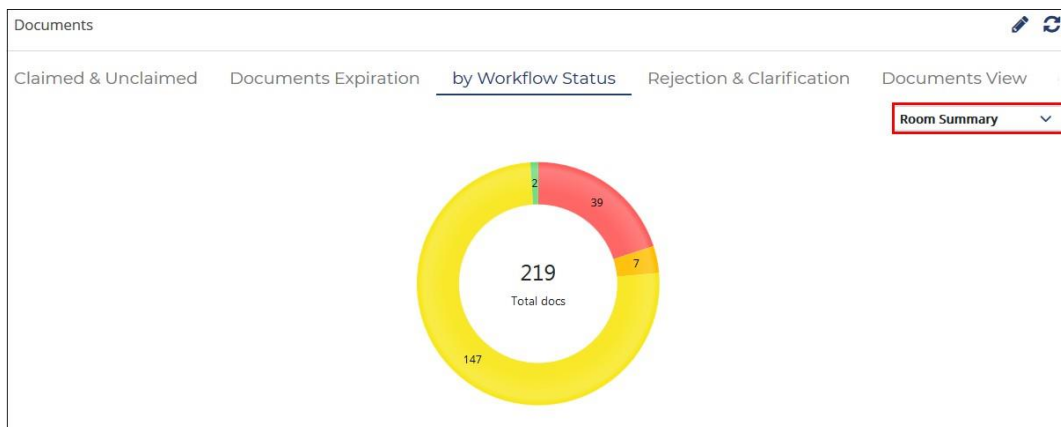 Documents
Claimed & Unclaimed Documents Expiration by Workflow Status Rejection & Clarification Documents View
Room Summary
2
39
7
219
Total docs
147